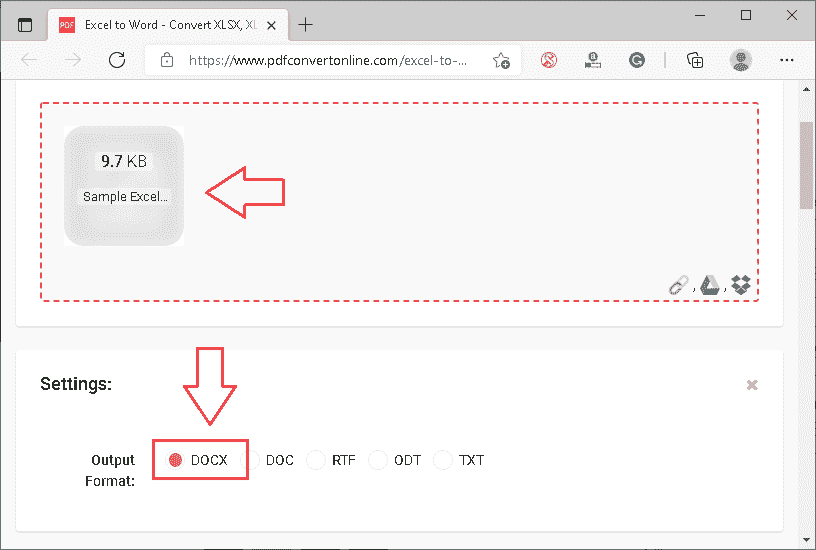 PDF Excel to Word - Convert XLSX, XL
https://www.pdfconvertonline.com/excel-to-...
9.7 KB
Sample Excel...
, ,
Settings:
Output Format:
DOCX DOC RTF ODT TXT